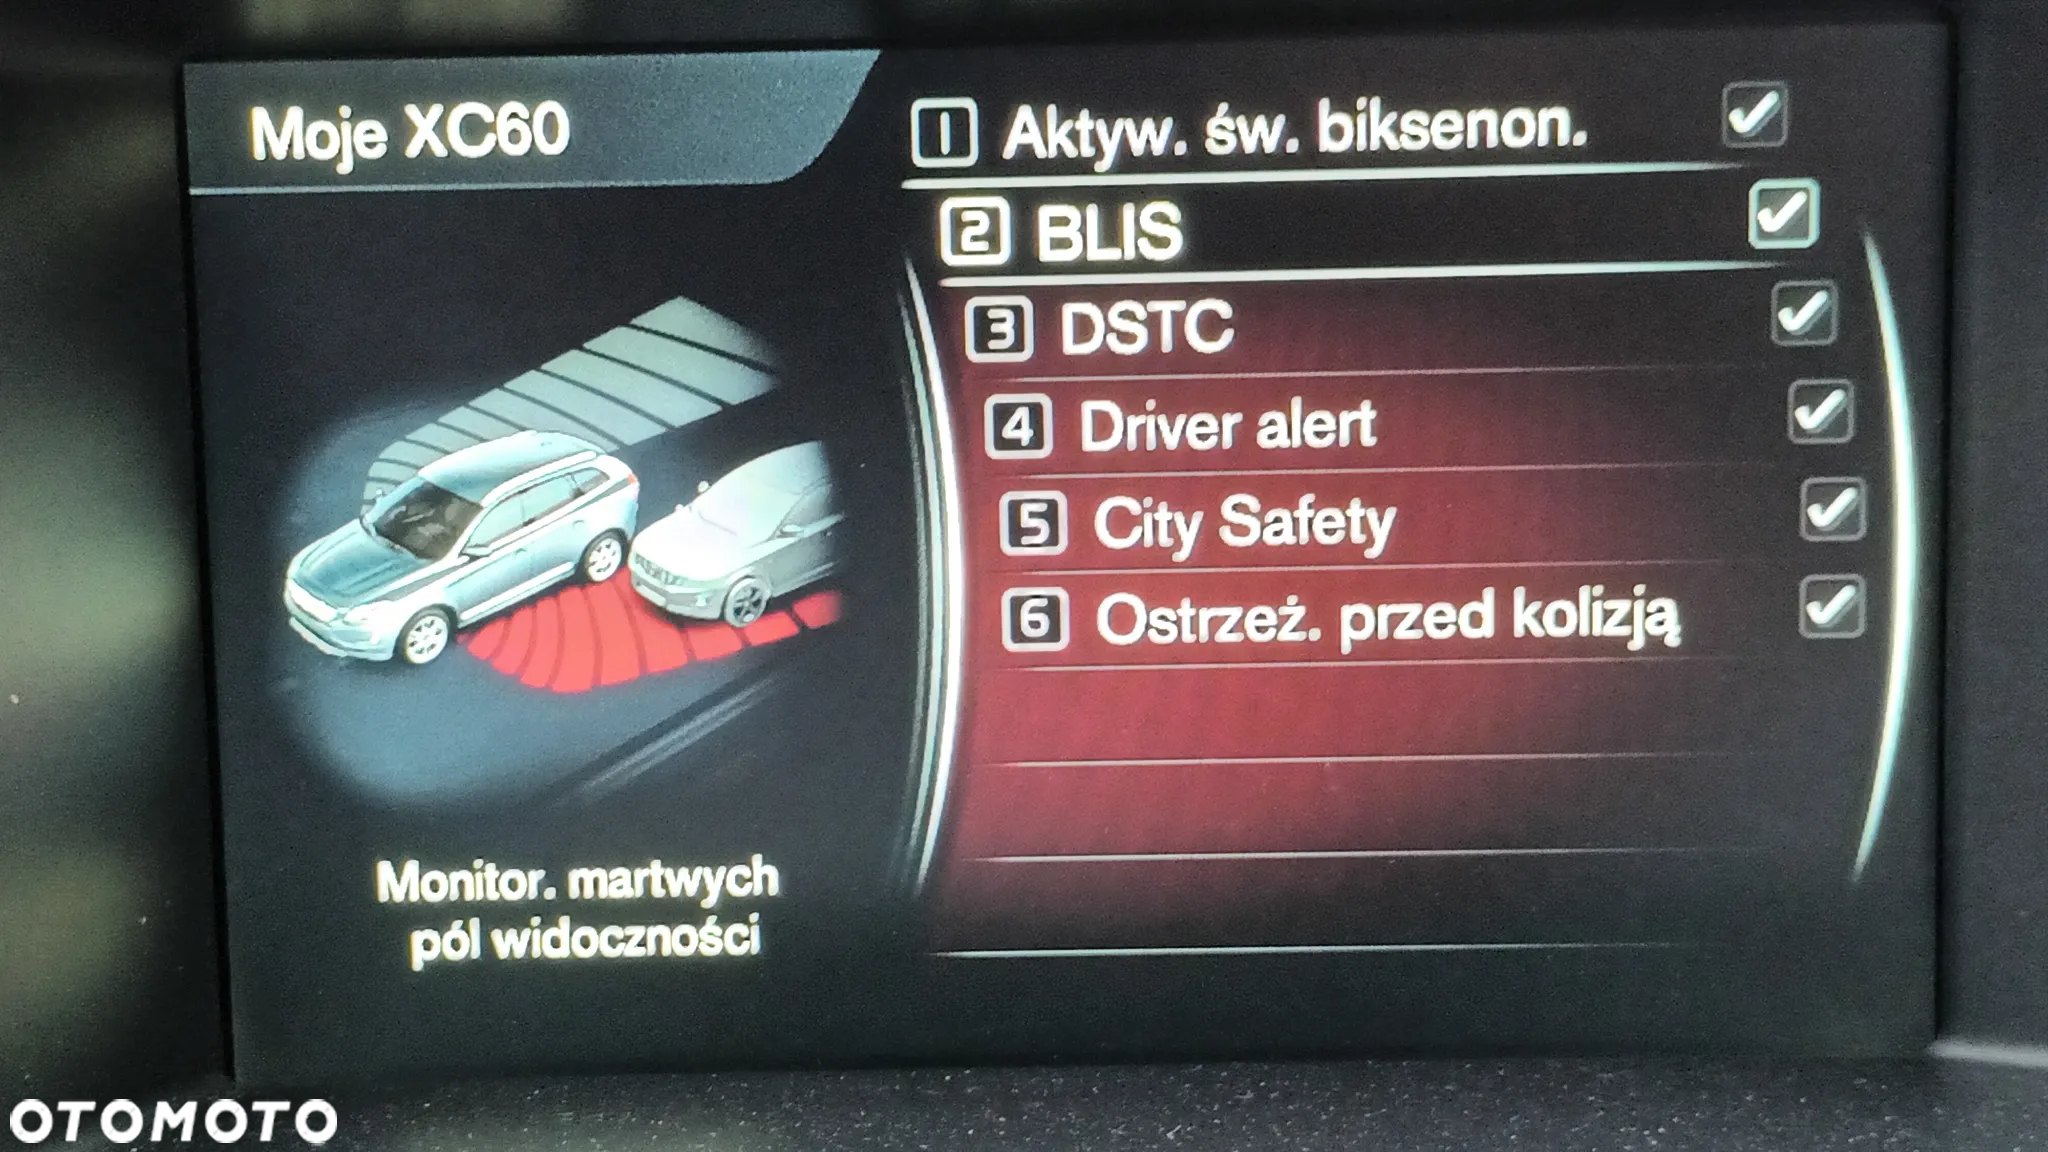 Moje XC60
1 Aktyw. św. biksenon.
2 BLIS
3 DSTC
4 Driver alert
5 City Safety
6 Ostrzeż. przed kolizją
Monitor. martwych
pól widoczności
OTOMOTO